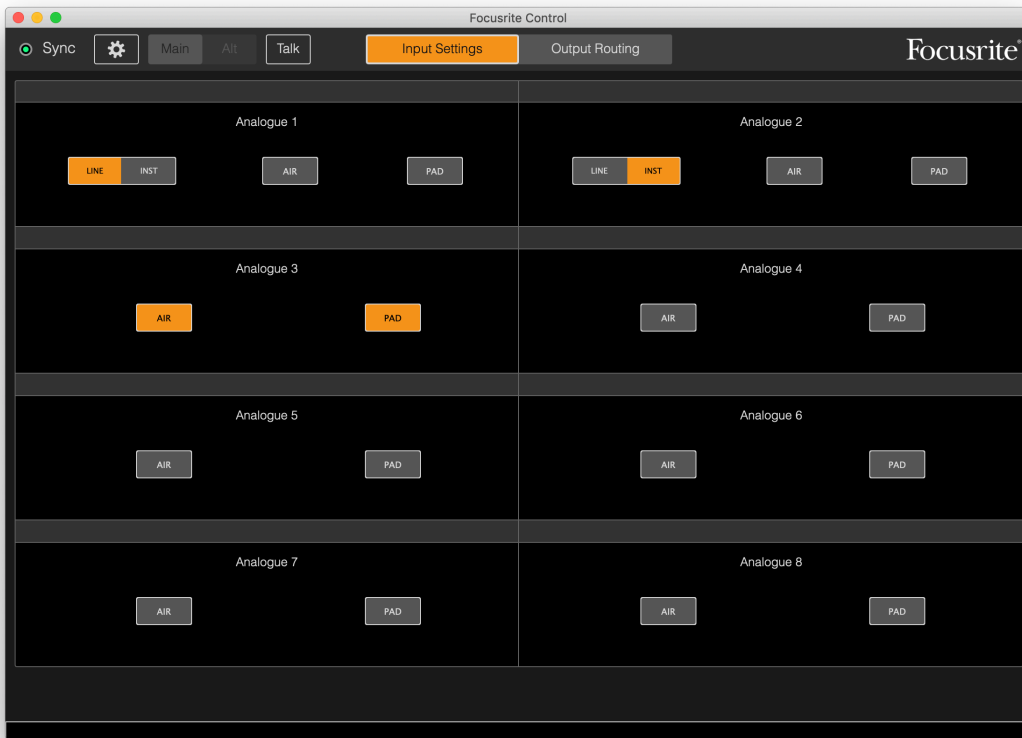 Focusrite Control
Sync Main Alt Talk Input Settings Output Routing Focusrite®
Analogue 1 Analogue 2
LINE INST AIR PAD LINE INST AIR PAD
Analogue 3 Analogue 4
AIR PAD AIR PAD
Analogue 5 Analogue 6
AIR PAD AIR PAD
Analogue 7 Analogue 8
AIR PAD AIR PAD